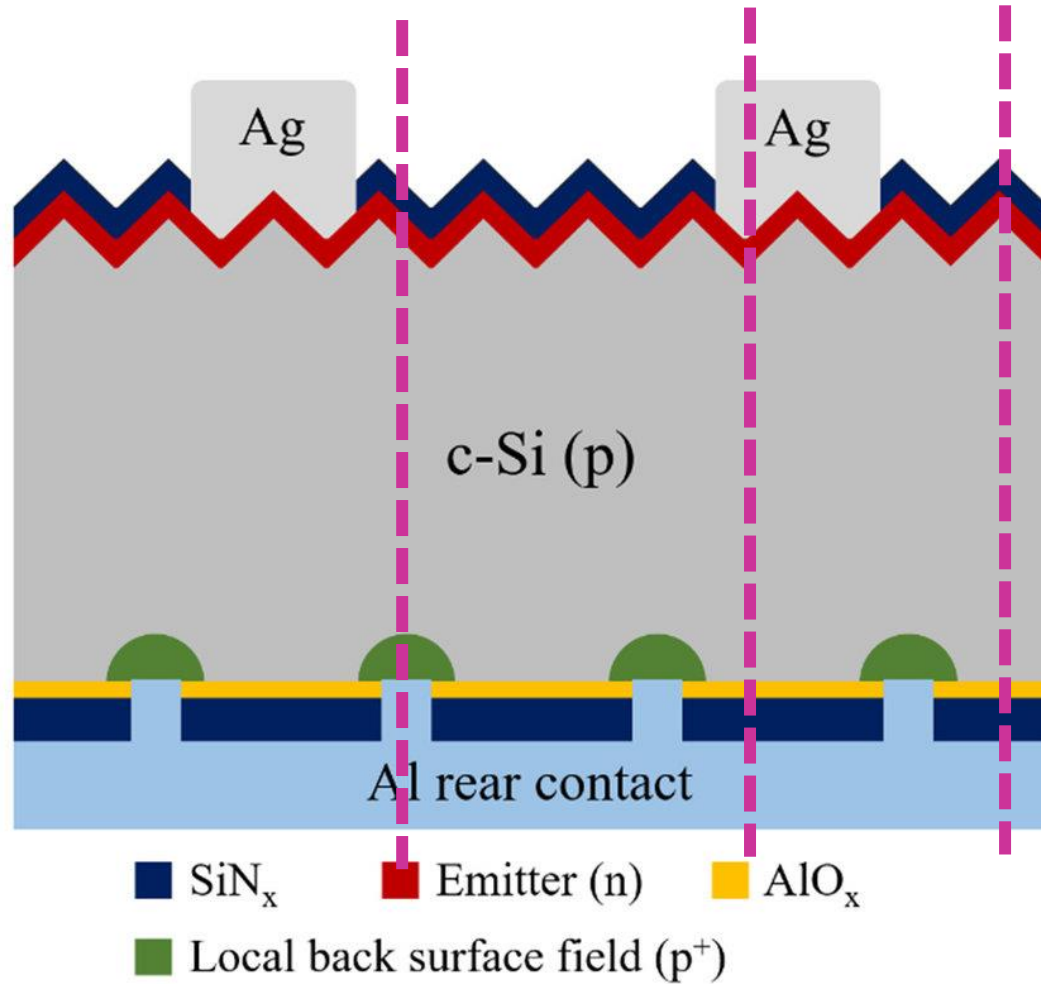 Ag Ag
c-Si (p)
Al rear contact
SiNₓ Emitter (n) AlOₓ
Local back surface field (p⁺)